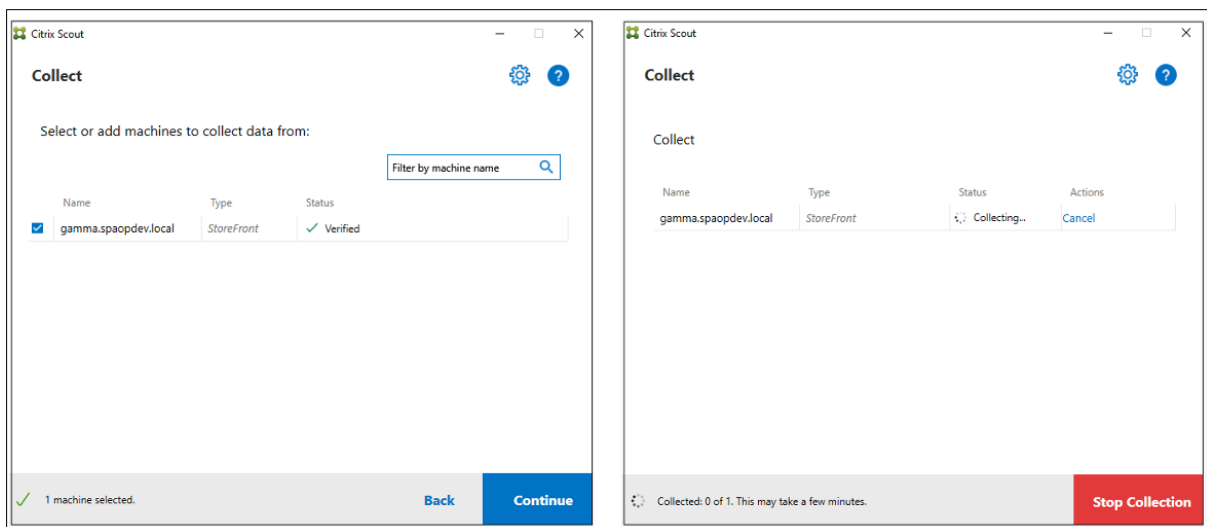 Citrix Scout
Collect
?
Select or add machines to collect data from:
Filter by machine name
Name Type Status
gamma.spaopdev.local StoreFront Verified
1 machine selected.
Back Continue
Citrix Scout
Collect
?
Collect
Name Type Status Actions
gamma.spaopdev.local StoreFront Collecting... Cancel
Collected: 0 of 1. This may take a few minutes.
Stop Collection